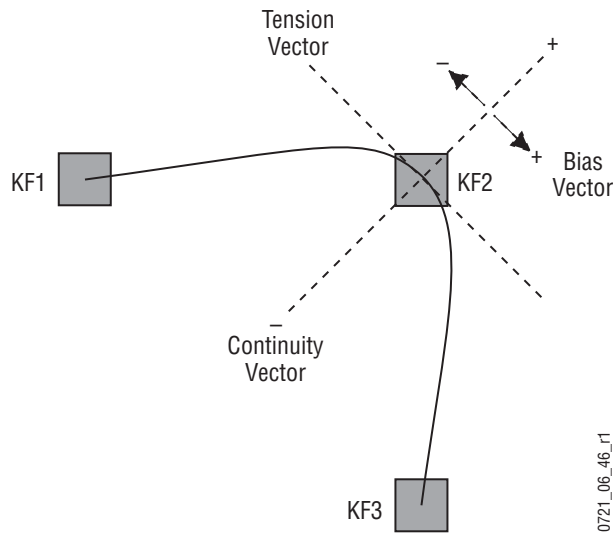 Tension
Vector
+
–
KF1
KF2
+
Bias
Vector
–
Continuity
Vector
KF3
0721_06_46_r1